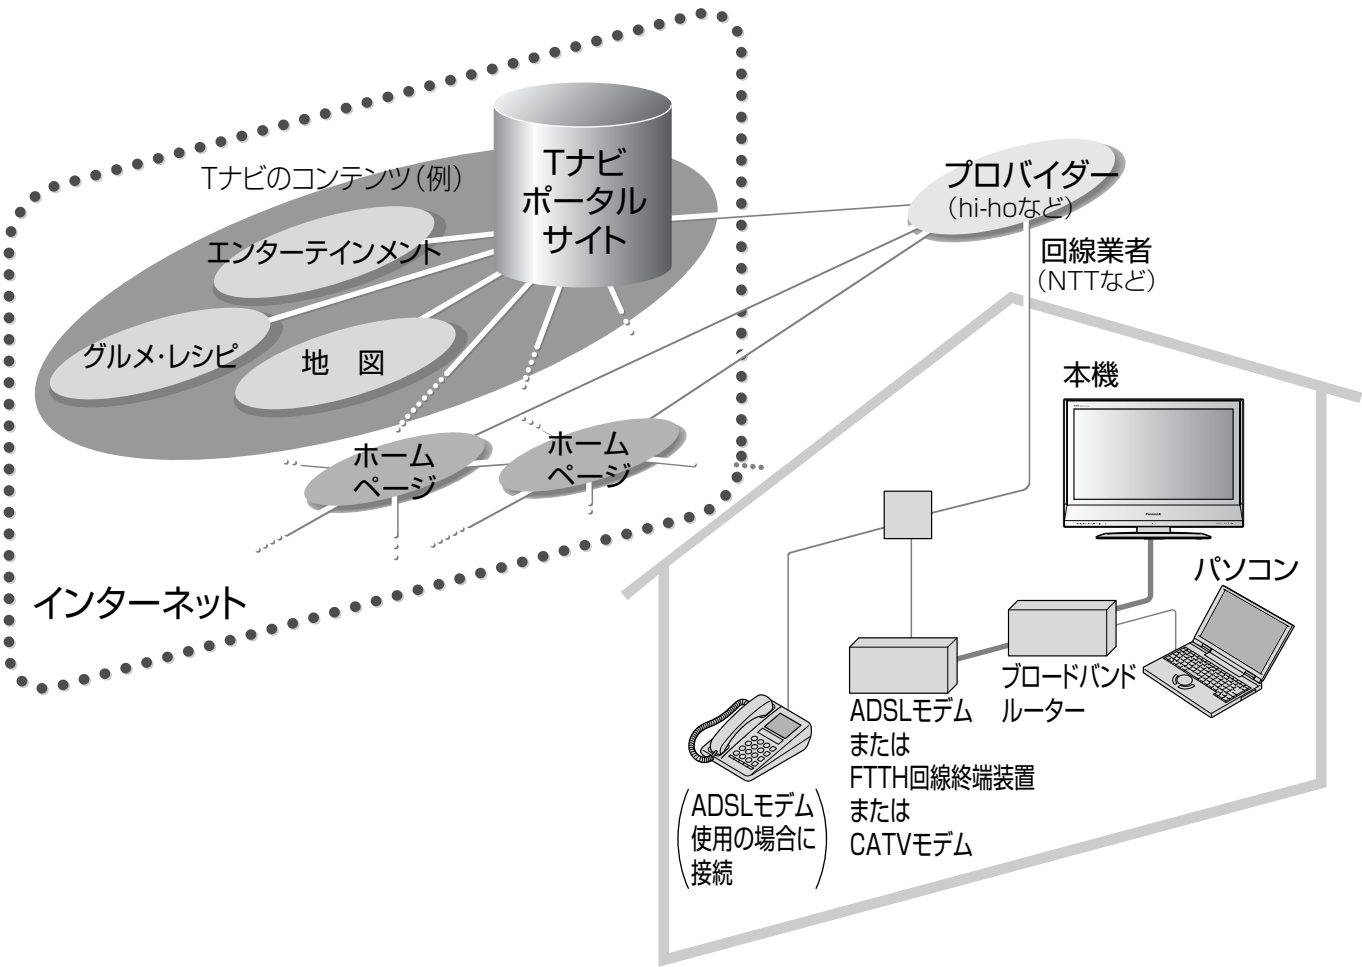 Tナビのコンテンツ(例)
Tナビ
ポータル
サイト
エンターテインメント
グルメ・レシピ
地 図
ホーム
ページ
ホーム
ページ
インターネット
プロバイダー
(hi-hoなど)
回線業者
(NTTなど)
本機
Panasonic
パソコン
ブロードバンド
ルーター
ADSLモデム
または
FTTH回線終端装置
または
CATVモデム
(ADSLモデム
使用の場合に
接続)